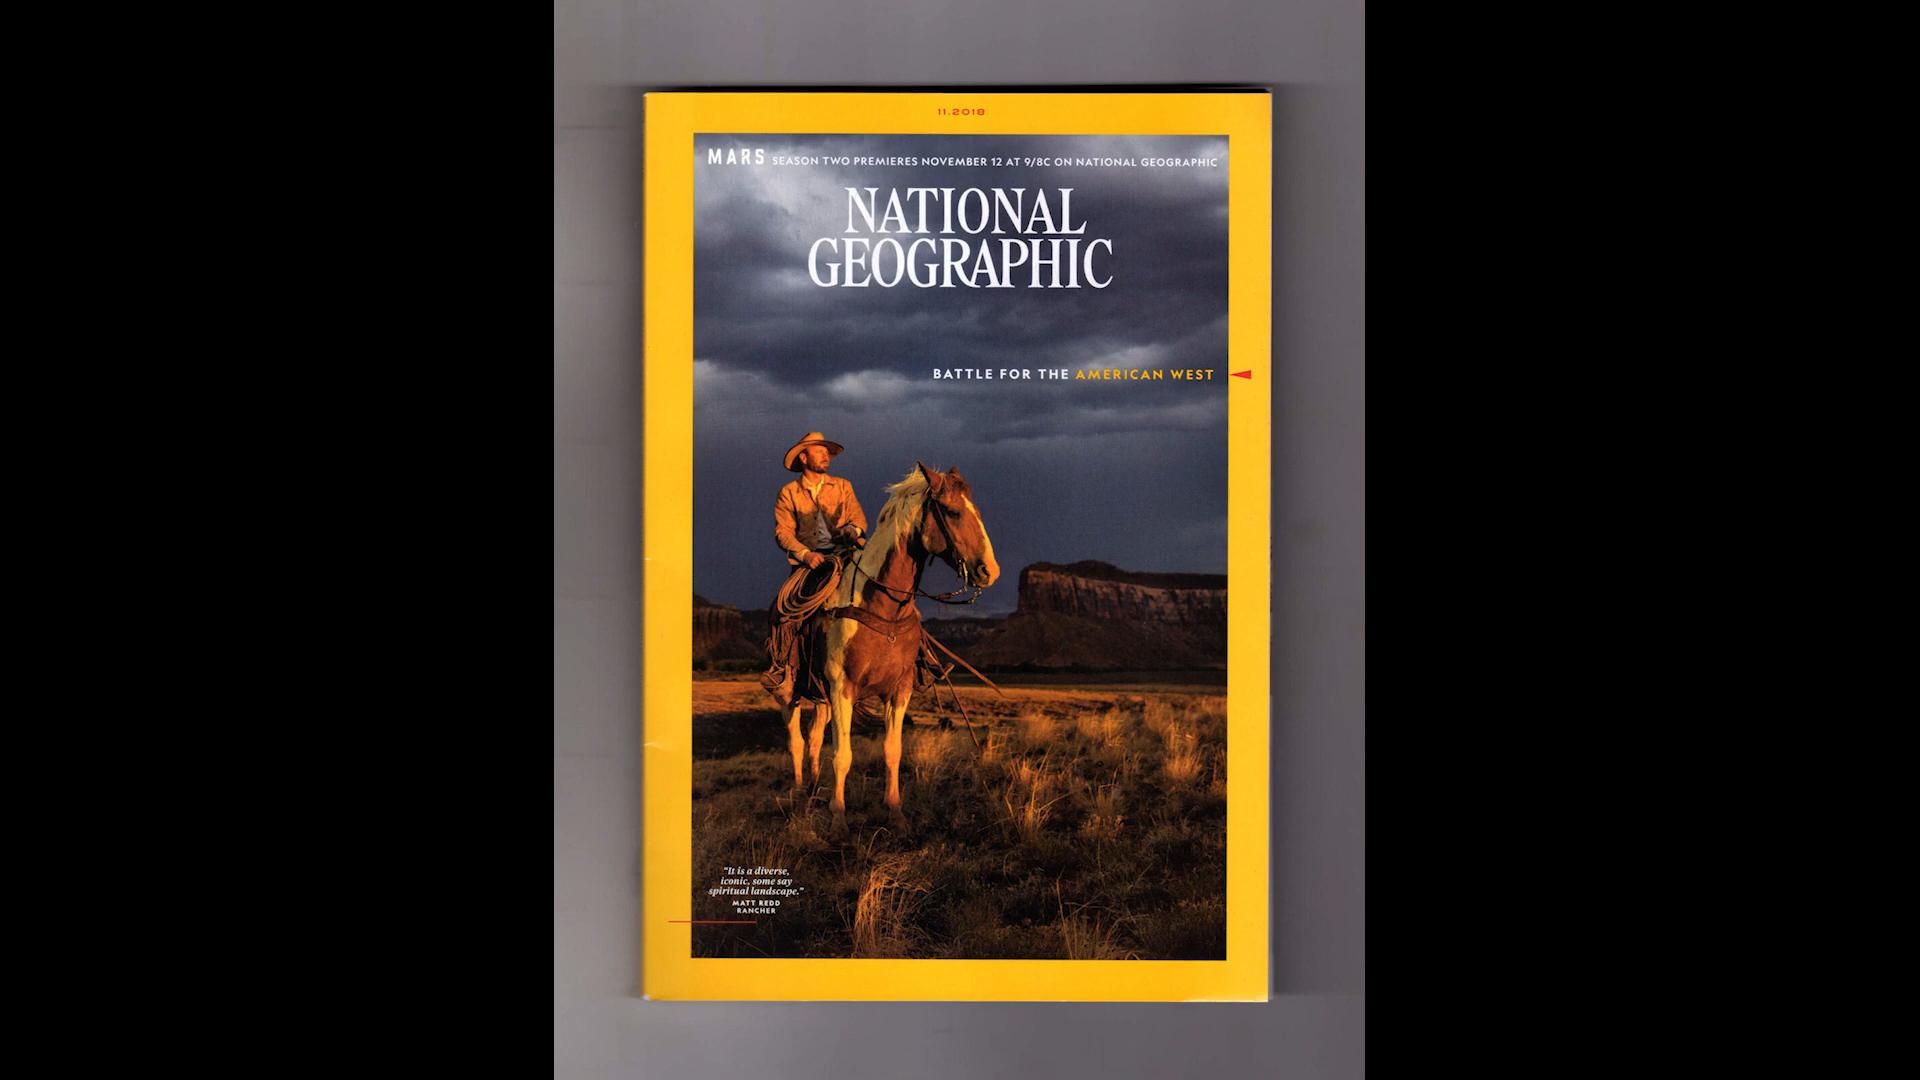 11.2018
MARS SEASON TWO PREMIERES NOVEMBER 12 AT 9/8C ON NATIONAL GEOGRAPHIC
NATIONAL
GEOGRAPHIC
BATTLE FOR THE AMERICAN WEST
"It is a diverse,
iconic, some say
spiritual landscape."
MATT REDD
RANCHER